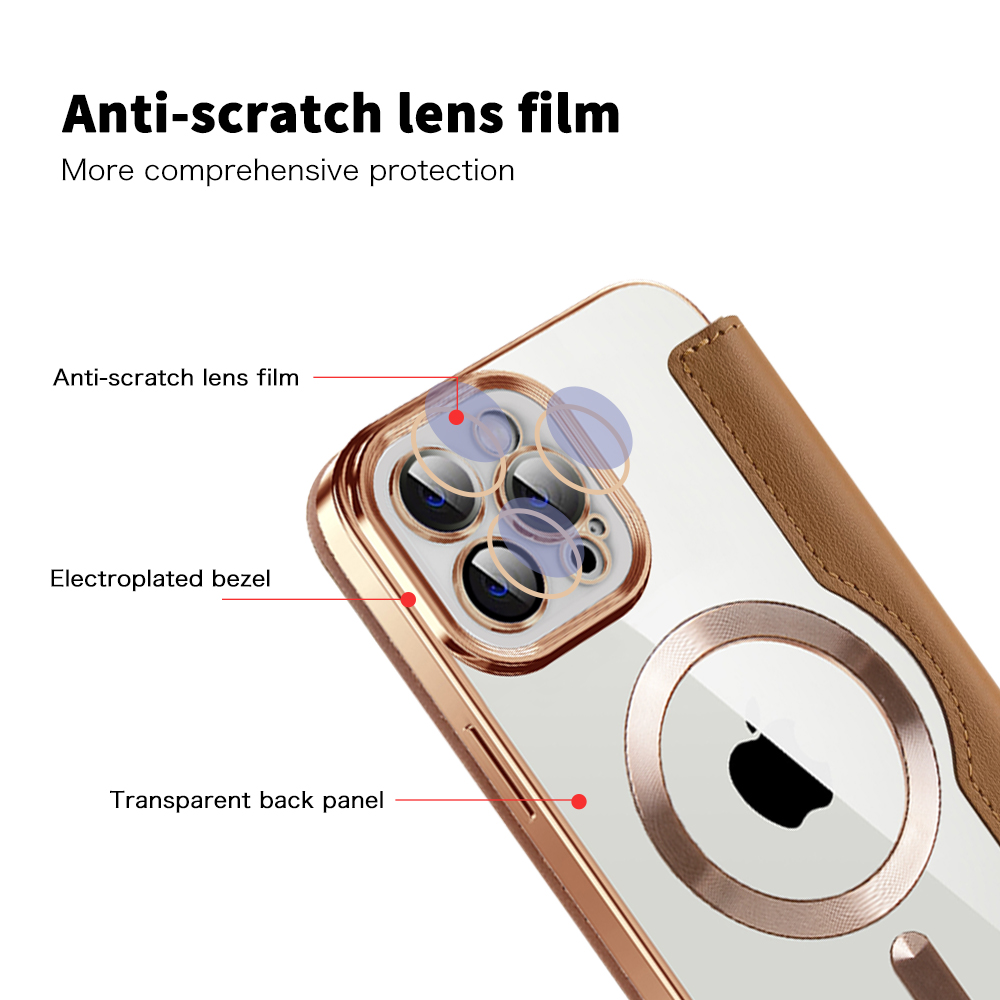 Anti-scratch lens film
More comprehensive protection
Anti-scratch lens film
Electroplated bezel
Transparent back panel